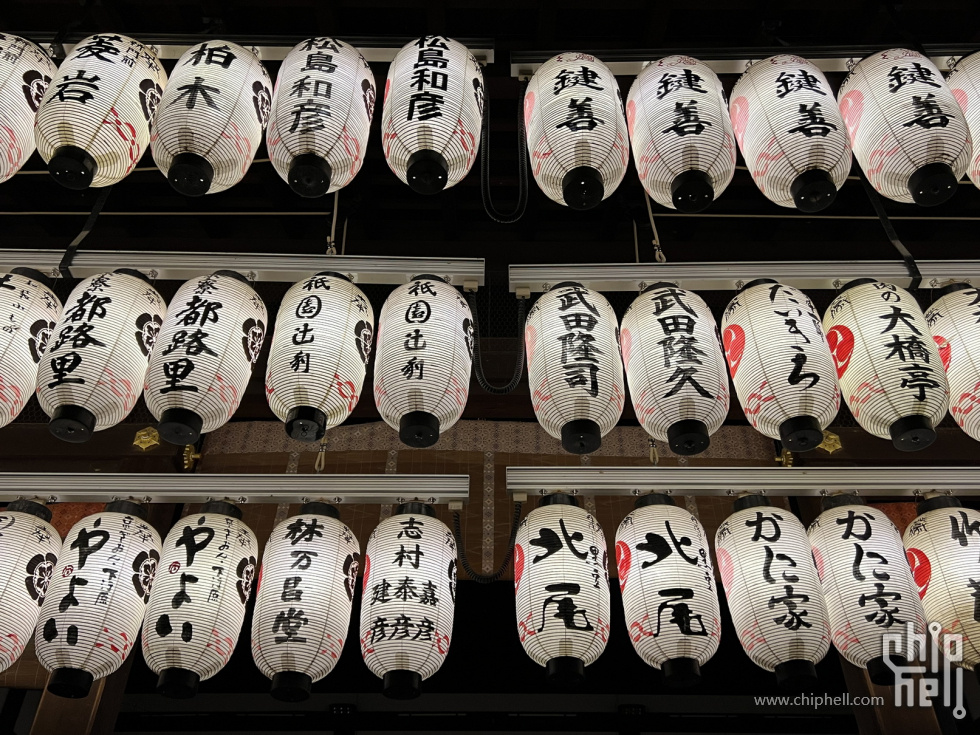 菱岩
柏木
松島和彦
松島和彦
鍵善
鍵善
鍵善
鍵善
都路里
都路里
祇園辻利
祇園辻利
武田隆司
武田隆久
たいきち
大橋亭
やよい
やよい
林万昌堂
志村
建泰嘉
彦彦彦
北尾
北尾
かに家
かに家
chip
hell
www.chiphell.com